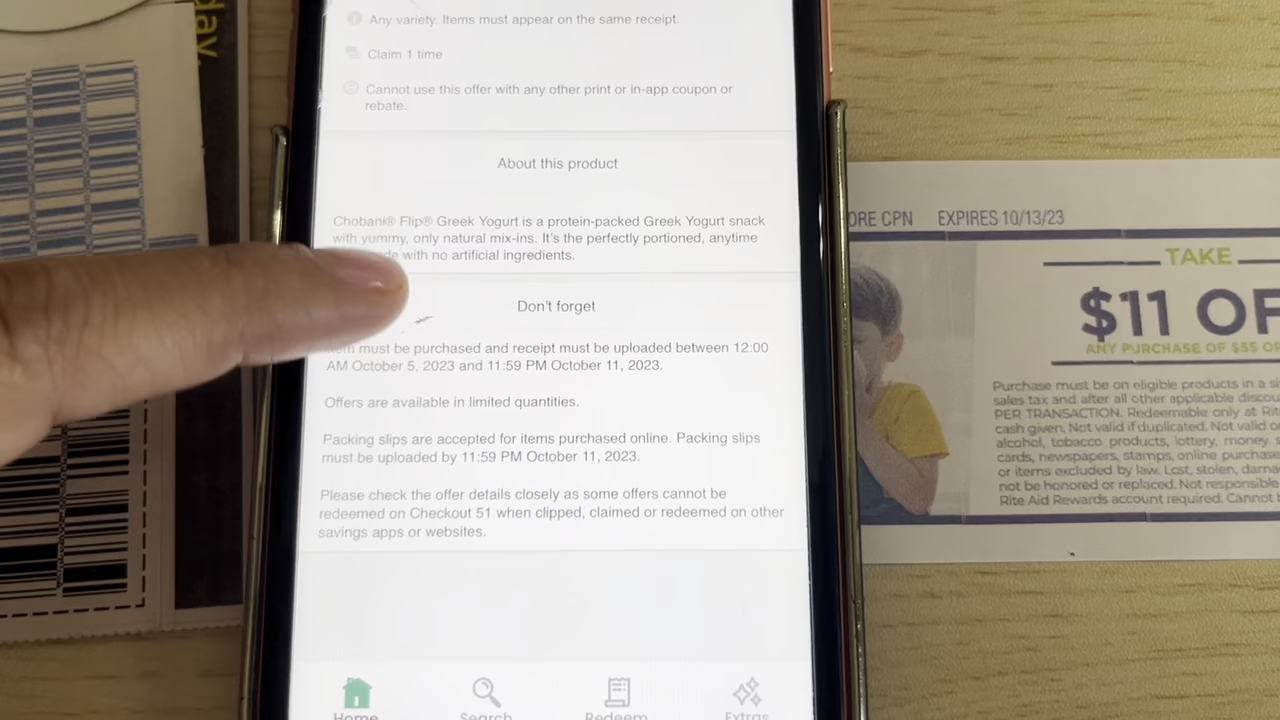 day
Any variety. Items must appear on the same receipt.
Claim 1 time
Cannot use this offer with any other print or in-app coupon or
rebate.
About this product
Chobani® Flip® Greek Yogurt is a protein-packed Greek Yogurt snack
with yummy, only natural mix-ins. It's the perfectly portioned, anytime
with no artificial ingredients.
Don't forget
must be purchased and receipt must be uploaded between 12:00
AM October 5, 2023 and 11:59 PM October 11, 2023.
Offers are available in limited quantities.
Packing slips are accepted for items purchased online. Packing slips
must be uploaded by 11:59 PM October 11, 2023.
Please check the offer details closely as some offers cannot be
redeemed on Checkout 51 when clipped, claimed or redeemed on other
savings apps or websites.
Home
Search
Redeem
Extras
ORE CPN EXPIRES 10/13/23
TAKE
$11 OF
ANY PURCHASE OF $55 OR
Purchase must be on eligible products in a si
sales tax and after all other applicable discou
PER TRANSACTION. Redeemable only at Rit
cash given. Not valid if duplicated. Not valid o
alcohol, tobacco products, lottery, money
cards, newspapers, stamps, online purchase
or items excluded by law. Lost, stolen, dama
not be honored or replaced. Not responsible
Rite Aid Rewards account required. Cannot